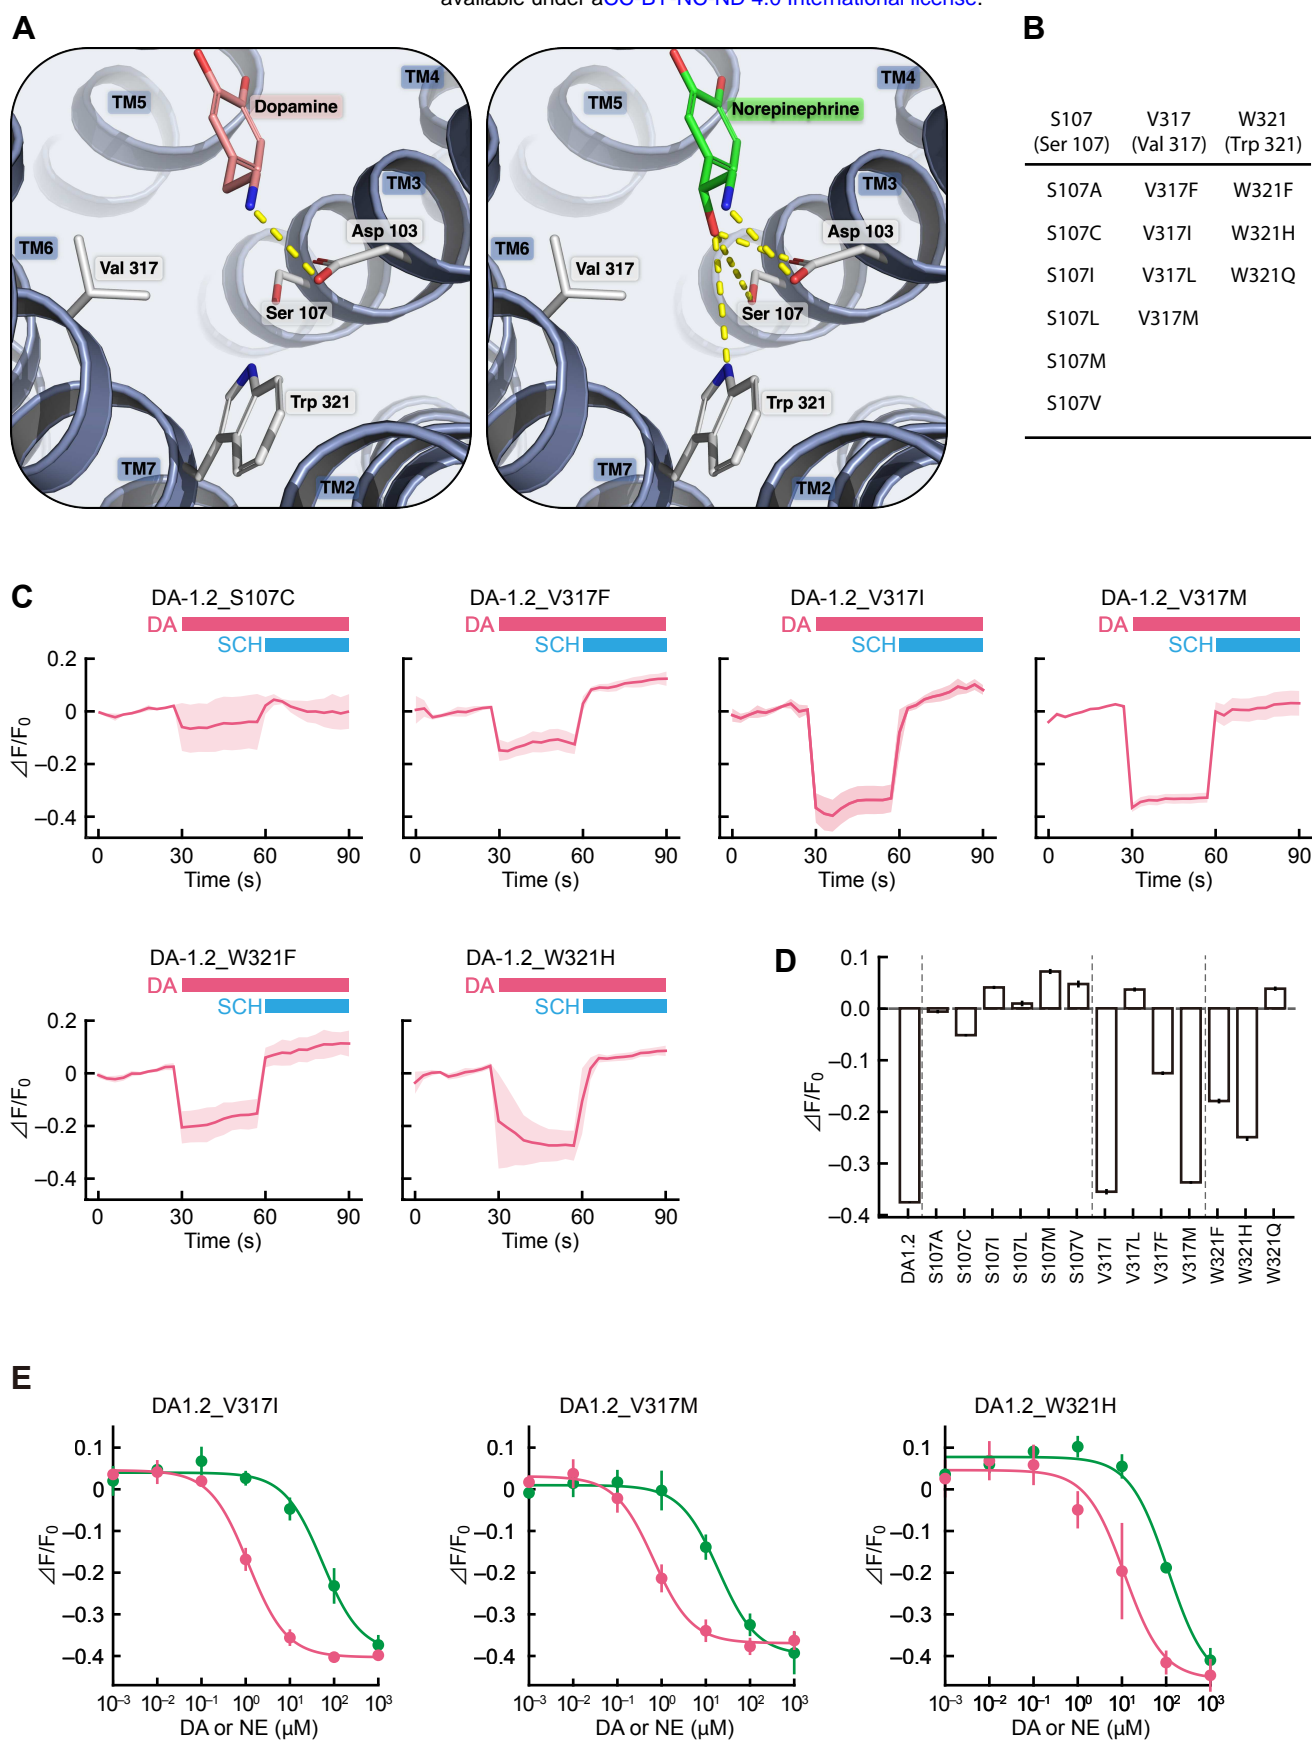 available under aCC-BY-NC-ND 4.0 International license.
A
B
TM5
TM4
Dopamine
TM3
Asp 103
TM6
Val 317
Ser 107
Trp 321
TM7
TM2
TM5
TM4
Norepinephrine
TM3
Asp 103
TM6
Val 317
Ser 107
Trp 321
TM7
TM2
S107 V317 W321
(Ser 107) (Val 317) (Trp 321)
S107A V317F W321F
S107C V317I W321H
S107I V317L W321Q
S107L V317M
S107M
S107V
C
DA-1.2_S107C
DA
SCH
0.2
0
–0.2
–0.4
⊿F/F0
0 30 60 90
Time (s)
DA-1.2_V317F
DA
SCH
0 30 60 90
Time (s)
DA-1.2_V317I
DA
SCH
0 30 60 90
Time (s)
DA-1.2_V317M
DA
SCH
0 30 60 90
Time (s)
DA-1.2_W321F
DA
SCH
0.2
0
–0.2
–0.4
⊿F/F0
0 30 60 90
Time (s)
DA-1.2_W321H
DA
SCH
0 30 60 90
Time (s)
D
0.1
0.0
–0.1
–0.2
–0.3
–0.4
⊿F/F0
DA1.2 S107A S107C S107I S107L S107M S107V V317I V317L V317F V317M W321F W321H W321Q
E
DA1.2_V317I
0.1
0
–0.1
–0.2
–0.3
–0.4
⊿F/F0
10⁻³ 10⁻² 10⁻¹ 10⁰ 10¹ 10² 10³
DA or NE (µM)
DA1.2_V317M
0.1
0
–0.1
–0.2
–0.3
–0.4
⊿F/F0
10⁻³ 10⁻² 10⁻¹ 10⁰ 10¹ 10² 10³
DA or NE (µM)
DA1.2_W321H
0.1
0
–0.1
–0.2
–0.3
–0.4
⊿F/F0
10⁻³ 10⁻² 10⁻¹ 10⁰ 10¹ 10² 10³
DA or NE (µM)